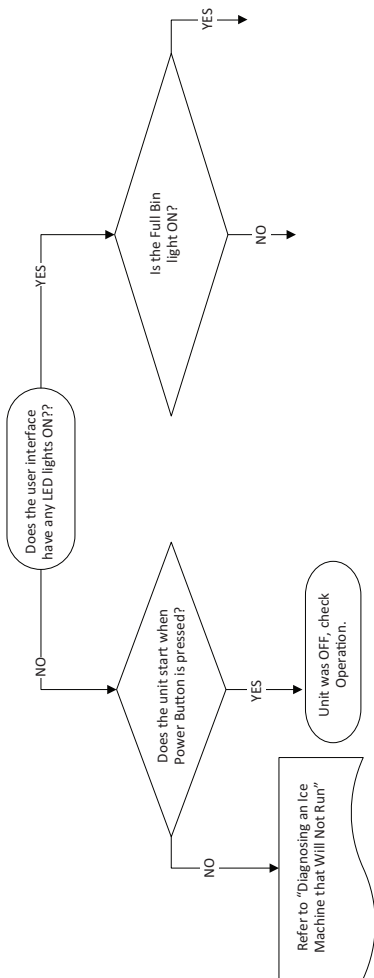 Does the user interface
have any LED lights ON??
NO
YES
Does the unit start when
Power Button is pressed?
Is the Full Bin
light ON?
NO
YES
NO
YES
Refer to "Diagnosing an Ice
Machine that Will Not Run"
Unit was OFF, check
Operation.